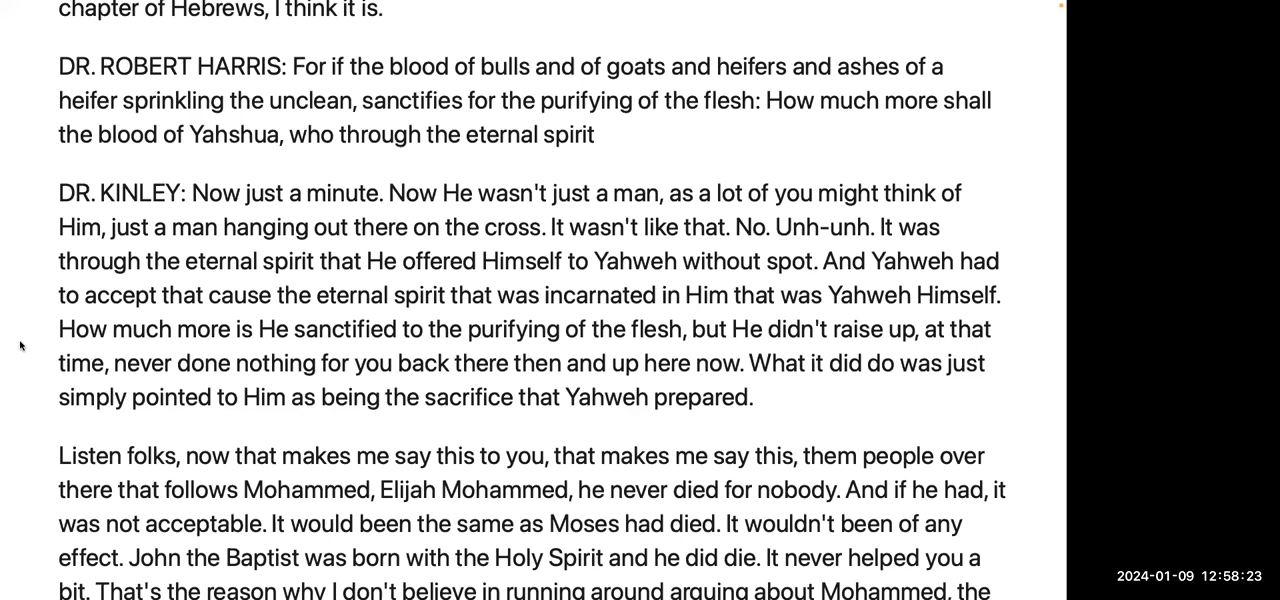 chapter of Hebrews, I think it is.
DR. ROBERT HARRIS: For if the blood of bulls and of goats and heifers and ashes of a
heifer sprinkling the unclean, sanctifies for the purifying of the flesh: How much more shall
the blood of Yahshua, who through the eternal spirit
DR. KINLEY: Now just a minute. Now He wasn't just a man, as a lot of you might think of
Him, just a man hanging out there on the cross. It wasn't like that. No. Unh-unh. It was
through the eternal spirit that He offered Himself to Yahweh without spot. And Yahweh had
to accept that cause the eternal spirit that was incarnated in Him that was Yahweh Himself.
How much more is He sanctified to the purifying of the flesh, but He didn't raise up, at that
time, never done nothing for you back there then and up here now. What it did do was just
simply pointed to Him as being the sacrifice that Yahweh prepared.
Listen folks, now that makes me say this to you, that makes me say this, them people over
there that follows Mohammed, Elijah Mohammed, he never died for nobody. And if he had, it
was not acceptable. It would been the same as Moses had died. It wouldn't been of any
effect. John the Baptist was born with the Holy Spirit and he did die. It never helped you a
bit. That's the reason why I don't believe in running around arguing about Mohammed, the
2024-01-09 12:58:23